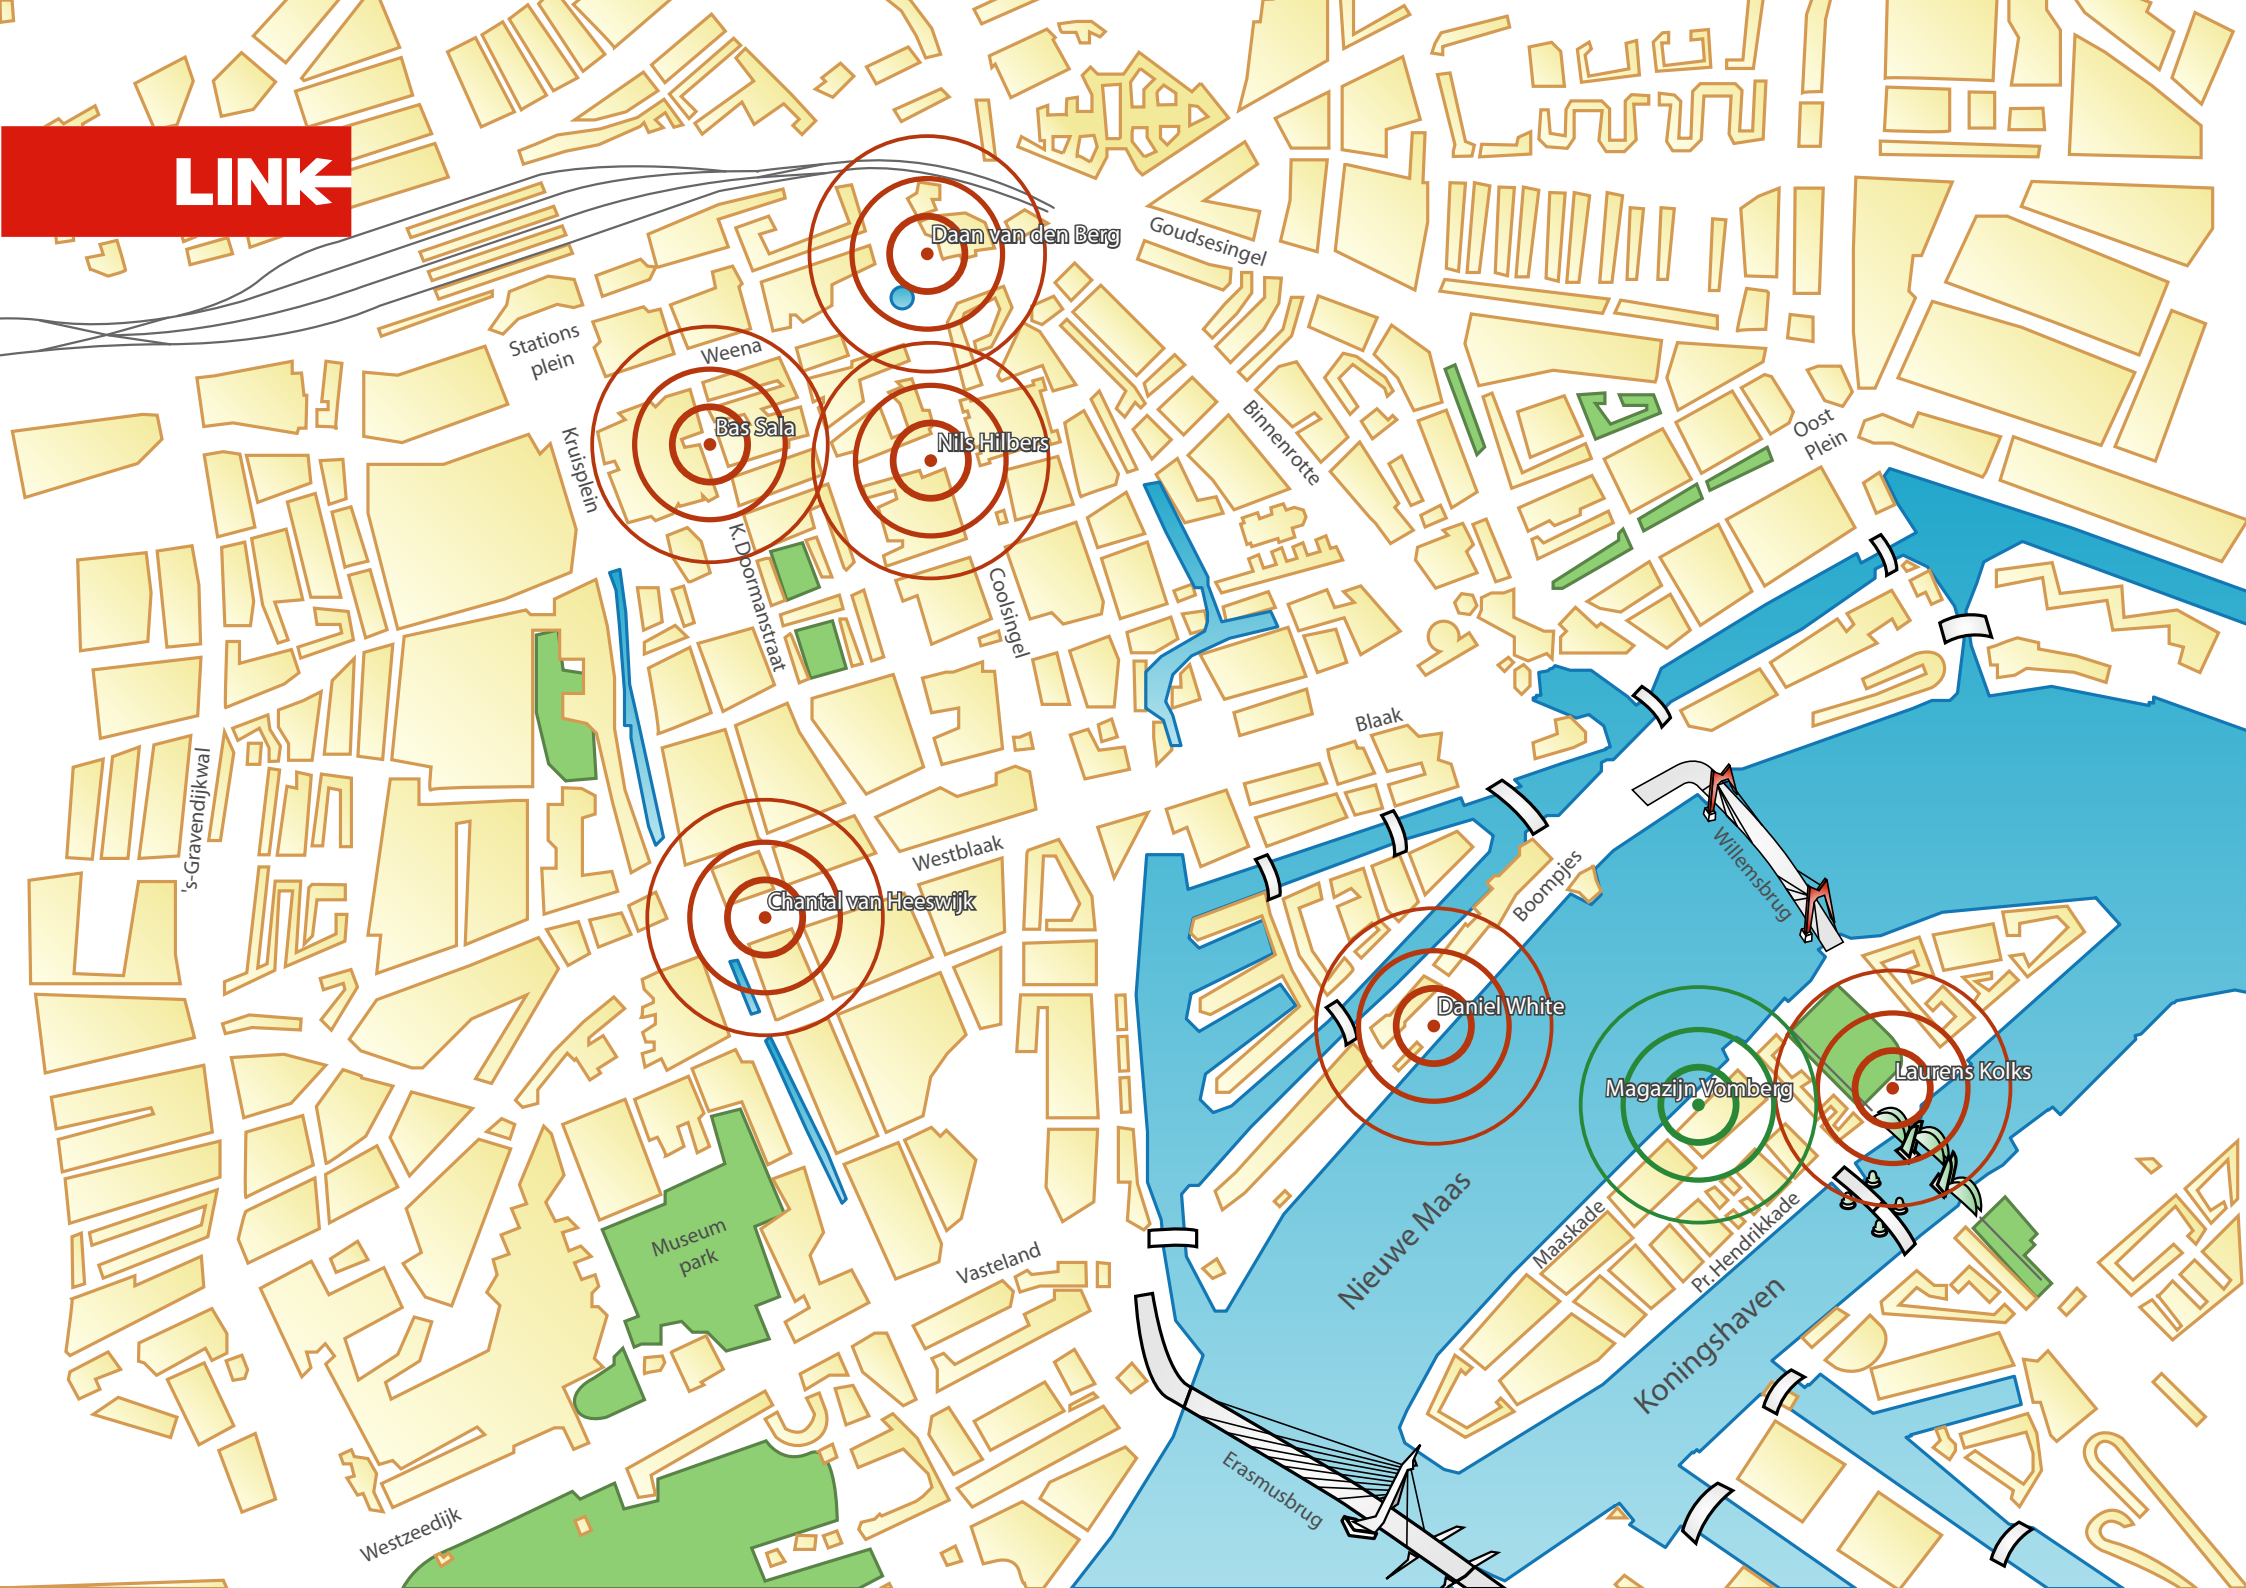 LINK
Daan van den Berg
Goudsesingel
Stations
plein
Weena
Bas Sala
Nils Hilbers
Kruisplein
Binnenrotte
Oost
Plein
K. Doormanstraat
Coolsingel
Blaak
's-Gravendijkwal
Westblaak
Boompjes
Willemsbrug
Chantal van Heeswijk
Daniel White
Magazijn Vomberg
Laurens Kolks
Museum
park
Vasteland
Nieuwe Maas
Maaskade
Pr. Hendrikkade
Koningshaven
Erasmusbrug
Westzeedijk